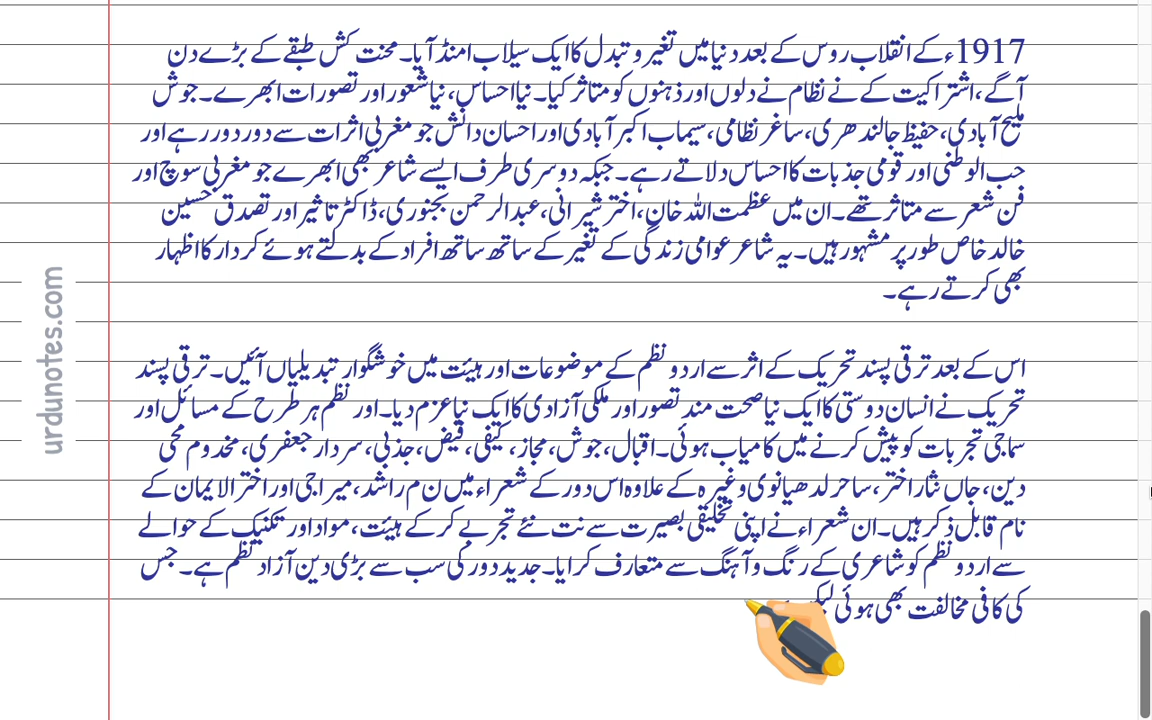 1917ء کے انقلاب روس کے بعد دنیا میں تغیر و تبدل کا ایک سیلاب امنڈ آیا۔ محنت کش طبقے کے بڑے دن
آگے، اشتراکیت کے نے نظام نے دلوں اور ذہنوں کو متاثر کیا۔ نیا احساس، نیا شعور اور تصورات ابھرے۔ جوش
ملیح آبادی، حفیظ جالندھری، ساغر نظامی، سیماب اکبر آبادی اور احسان دانش جو مغربی اثرات سے دور دور رہے اور
حب الوطنی اور قومی جذبات کا احساس دلاتے رہے۔ جبکہ دوسری طرف ایسے شاعر بھی ابھرے جو مغربی سوچ اور
فن شعر سے متاثر تھے۔ ان میں عظمت اللہ خان، اختر شیرانی، عبدالرحمن بجنوری، ڈاکٹر تاثیر اور تصدق حسین
خالد خاص طور پر مشہور ہیں۔ یہ شاعر عوامی زندگی کے تغیر کے ساتھ ساتھ افراد کے بدلتے ہوئے کردار کا اظہار
بھی کرتے رہے۔
اس کے بعد ترقی پسند تحریک کے اثر سے اردو نظم کے موضوعات اور ہیئت میں خوشگوار تبدیلیاں آئیں۔ ترقی پسند
تحریک نے انسان دوستی کا ایک نیا صحت مند تصور اور ملکی آزادی کا ایک نیا عزم دیا۔ اور نظم ہر طرح کے مسائل اور
سماجی تجربات کو پیش کرنے میں کامیاب ہوئی۔ اقبال، جوش، مجاز، کیفی، فیض، جذبی، سردار جعفری، مخدوم محی
دین، جاں نثار اختر، ساحر لدھیانوی وغیرہ کے علاوہ اس دور کے شعراء میں ن م راشد، میراجی اور اختر الایمان کے
نام قابل ذکر ہیں۔ ان شعراء نے اپنی تخلیقی بصیرت سے نت نئے تجربے کرکے ہیئت، مواد اور تکنیک کے حوالے
سے اردو نظم کو شاعری کے رنگ و آہنگ سے متعارف کرایا۔ جدید دور کی سب سے بڑی دین آزاد نظم ہے۔ جس
کی کافی مخالفت بھی ہوئی
urdunotes.com